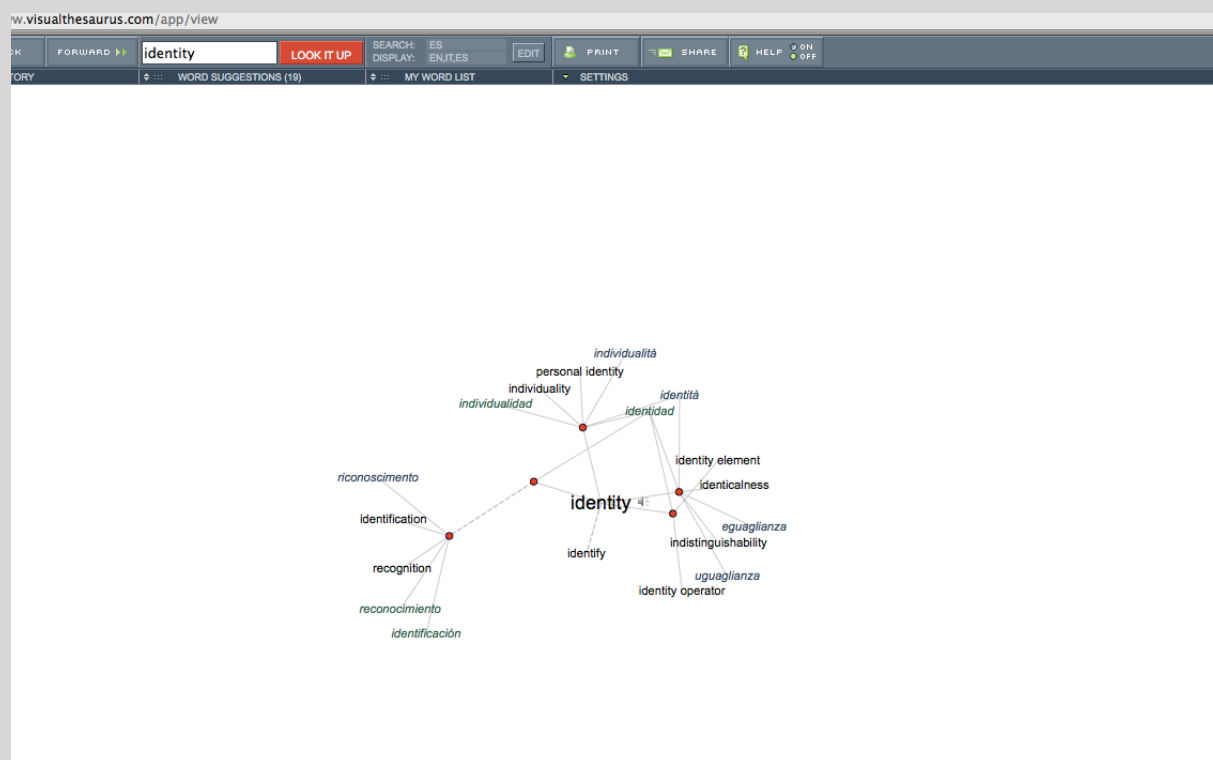 w.visualthesaurus.com/app/view
CK FORWARD identity LOOK IT UP SEARCH: ES DISPLAY: EN,IT,ES EDIT PRINT SHARE HELP ON OFF
TORY WORD SUGGESTIONS (19) MY WORD LIST SETTINGS
individualità
personal identity
individuality
individualidad
identità
identidad
identity element
riconoscimento
identicalness
identity
identification
eguaglianza
indistinguishability
identify
recognition
uguaglianza
identity operator
reconocimiento
identificación